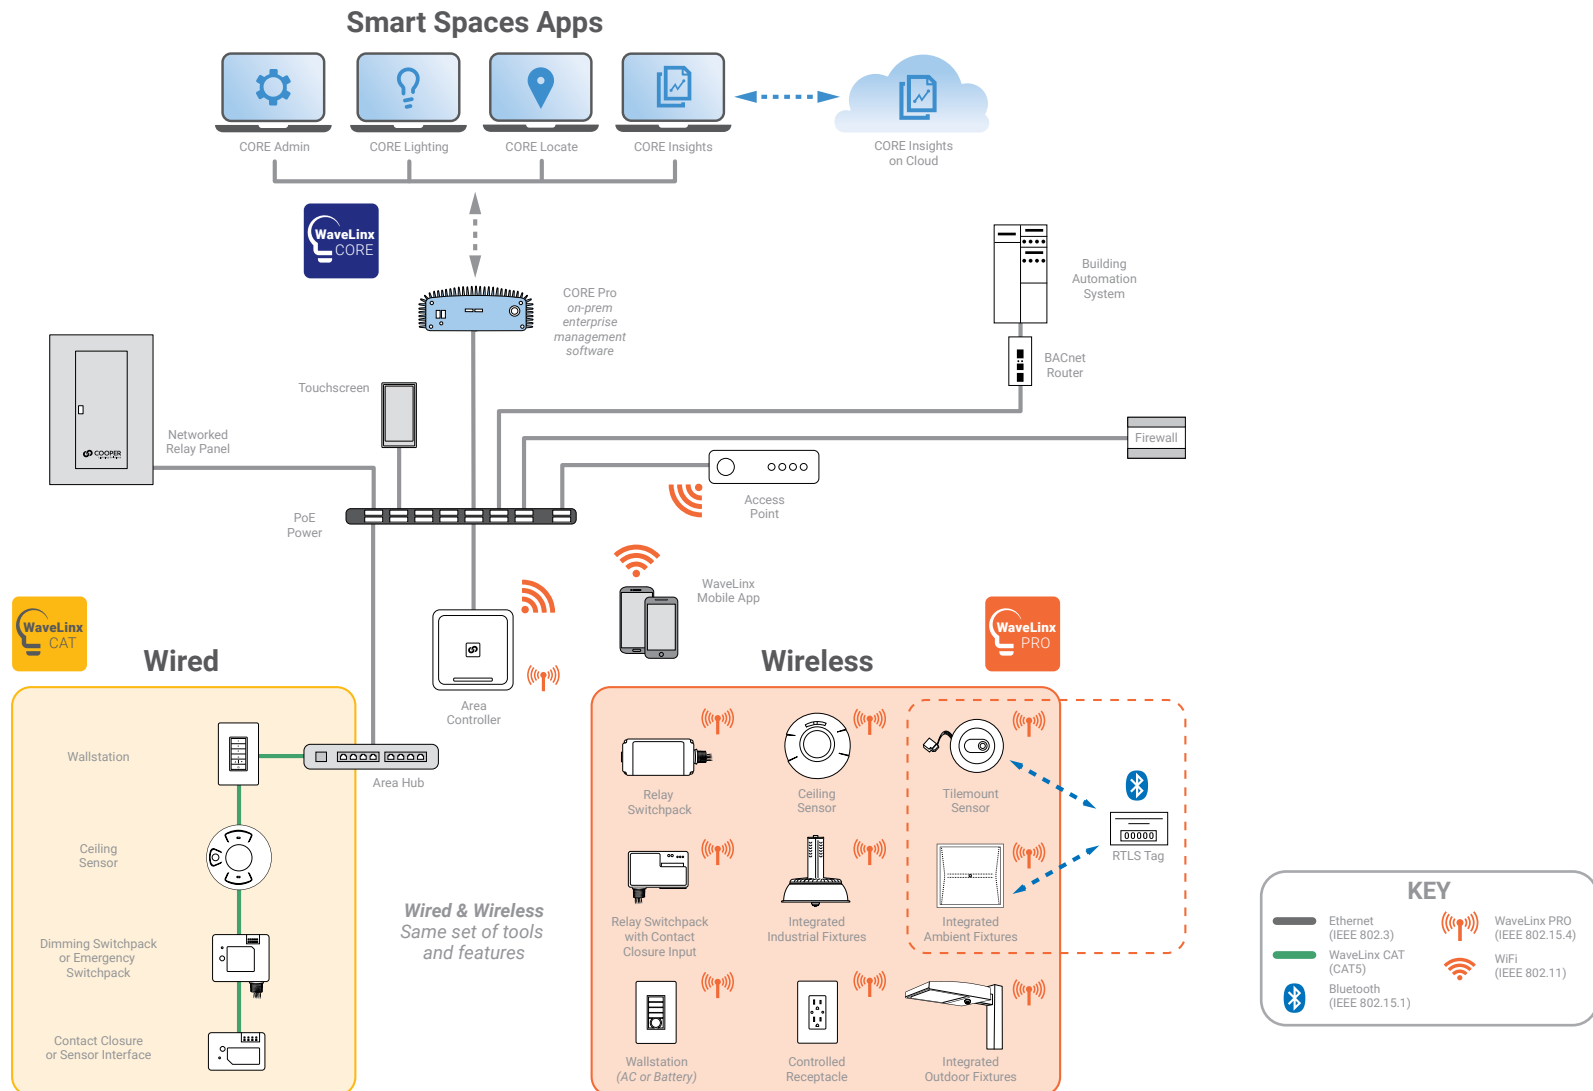 Smart Spaces Apps
CORE Admin
CORE Lighting
CORE Locate
CORE Insights
CORE Insights
on Cloud
WaveLinx
CORE
CORE Pro
on-prem
enterprise
management
software
Building
Automation
System
BACnet
Router
Touchscreen
Networked
Relay Panel
COOPER
Firewall
Access
Point
PoE
Power
WaveLinx
Mobile App
WaveLinx
CAT
Wired
WaveLinx
PRO
Wireless
Area
Controller
Wallstation
Area Hub
Ceiling
Sensor
Dimming Switchpack
or Emergency
Switchpack
Contact Closure
or Sensor Interface
Wired & Wireless
Same set of tools
and features
Relay
Switchpack
Ceiling
Sensor
Tilemount
Sensor
00000
RTLS Tag
Relay Switchpack
with Contact
Closure Input
Integrated
Industrial Fixtures
Integrated
Ambient Fixtures
Wallstation
(AC or Battery)
Controlled
Receptacle
Integrated
Outdoor Fixtures
KEY
Ethernet
(IEEE 802.3)
WaveLinx CAT
(CAT5)
Bluetooth
(IEEE 802.15.1)
WaveLinx PRO
(IEEE 802.15.4)
WiFi
(IEEE 802.11)